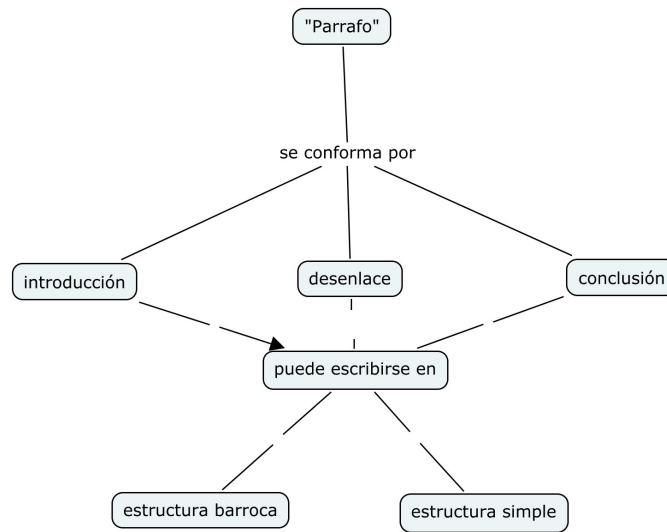 "Parrafo"
se conforma por
introducción
desenlace
conclusión
puede escribirse en
estructura barroca
estructura simple